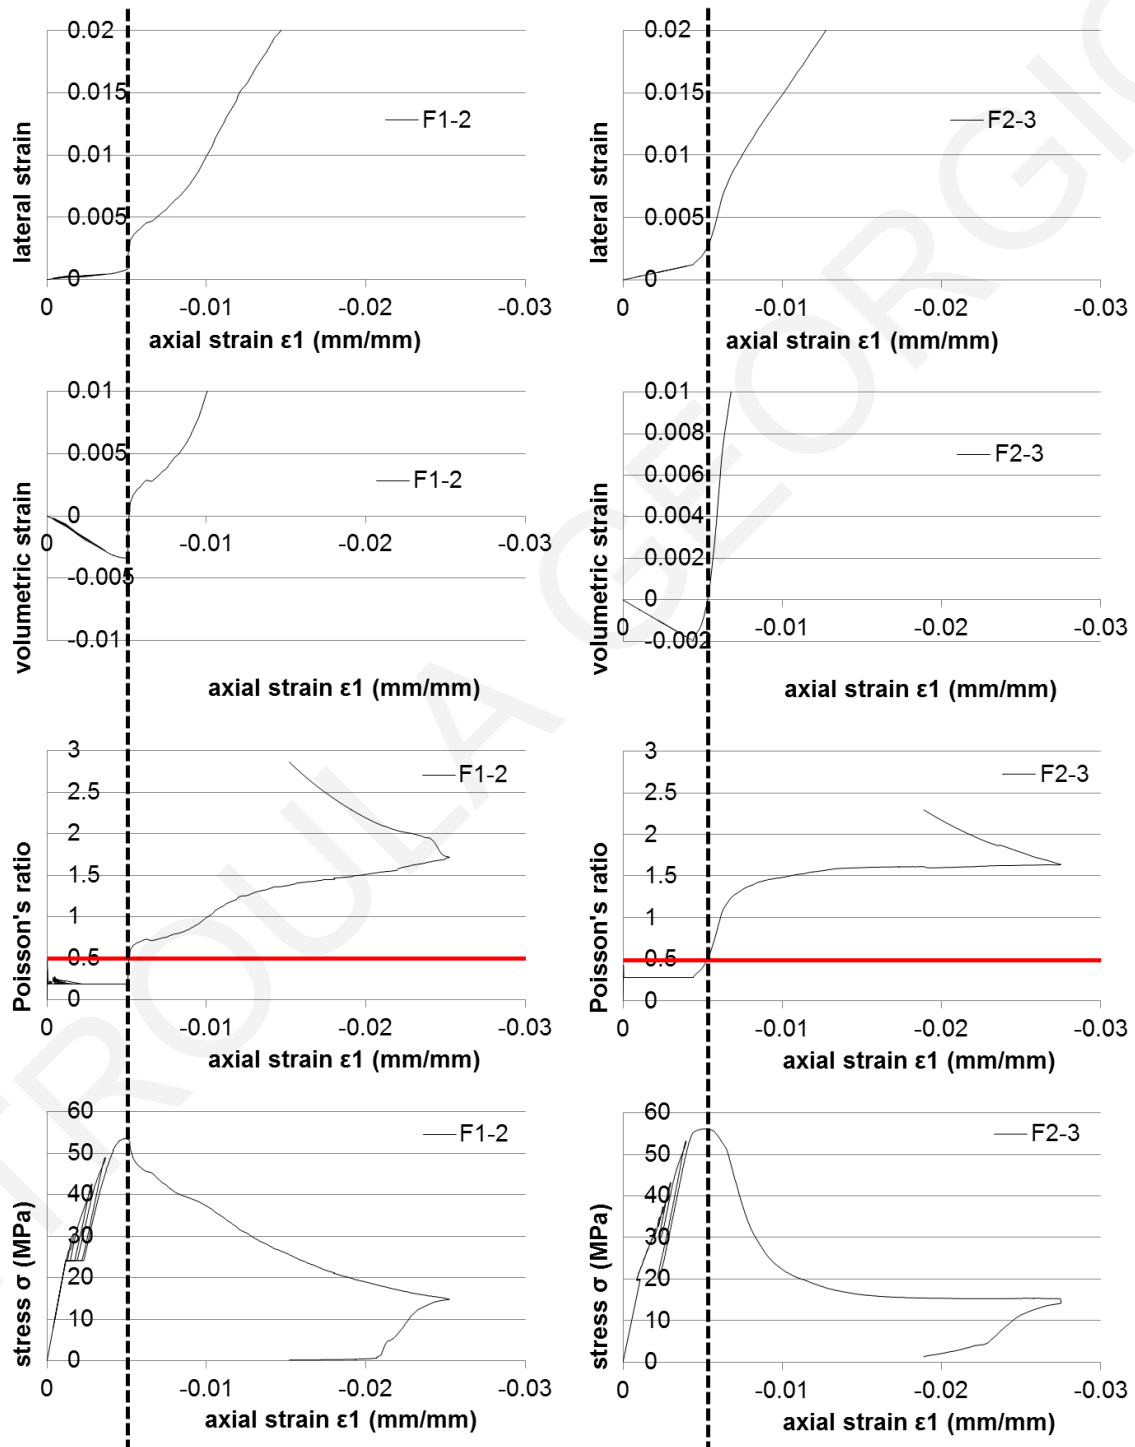 0.02
0.015
0.01
0.005
0
lateral strain
F1-2
0 -0.01 -0.02 -0.03
axial strain ε1 (mm/mm)
0.02
0.015
0.01
0.005
0
lateral strain
F2-3
0 -0.01 -0.02 -0.03
axial strain ε1 (mm/mm)
0.01
0.005
0
-0.005
-0.01
volumetric strain
F1-2
0 -0.01 -0.02 -0.03
axial strain ε1 (mm/mm)
0.01
0.008
0.006
0.004
0.002
0
-0.002
volumetric strain
F2-3
0 -0.01 -0.02 -0.03
axial strain ε1 (mm/mm)
3
2.5
2
1.5
1
0.5
0
Poisson's ratio
F1-2
0 -0.01 -0.02 -0.03
axial strain ε1 (mm/mm)
3
2.5
2
1.5
1
0.5
0
Poisson's ratio
F2-3
0 -0.01 -0.02 -0.03
axial strain ε1 (mm/mm)
60
50
40
30
20
10
0
stress σ (MPa)
F1-2
0 -0.01 -0.02 -0.03
axial strain ε1 (mm/mm)
60
50
40
30
20
10
0
stress σ (MPa)
F2-3
0 -0.01 -0.02 -0.03
axial strain ε1 (mm/mm)